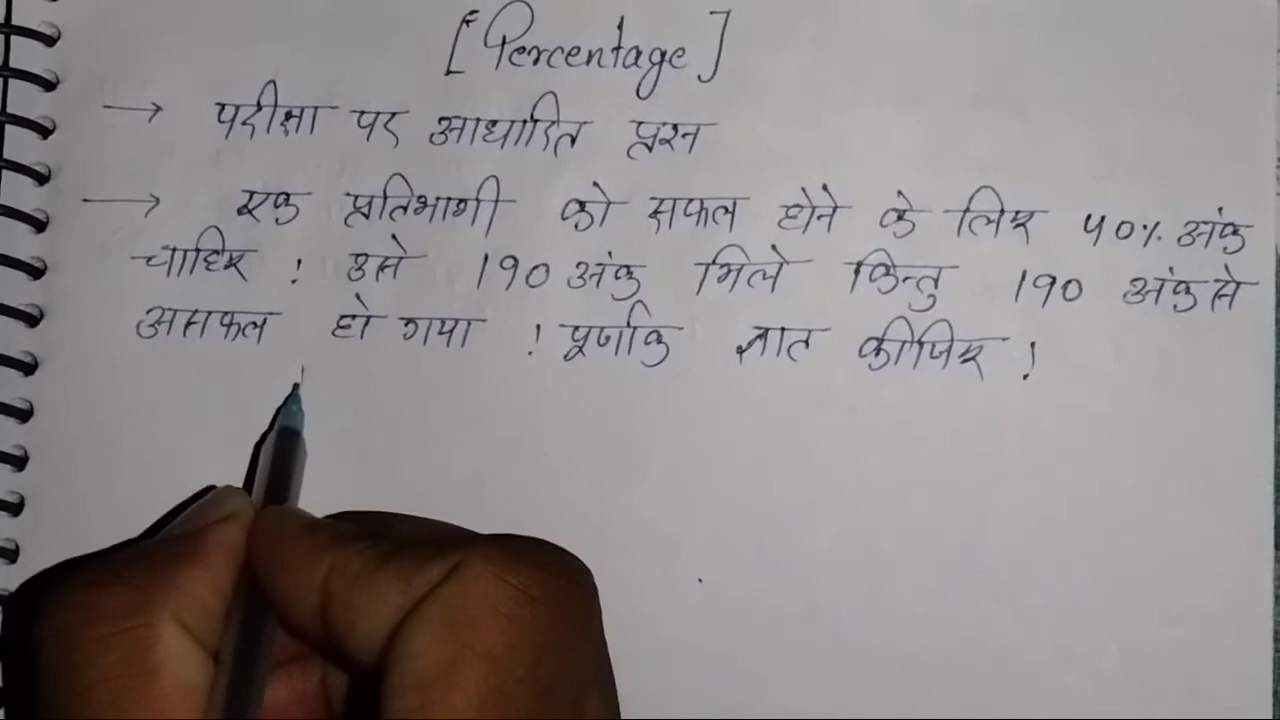 [Percentage]
→ परीक्षा पर आधारित प्रश्न
→ एक प्रतिभागी को सफल होने के लिए 40% अंक
चाहिए ! उसे 190 अंक मिले किन्तु 190 अंक से
असफल हो गया ! पूर्णांक ज्ञात कीजिए !